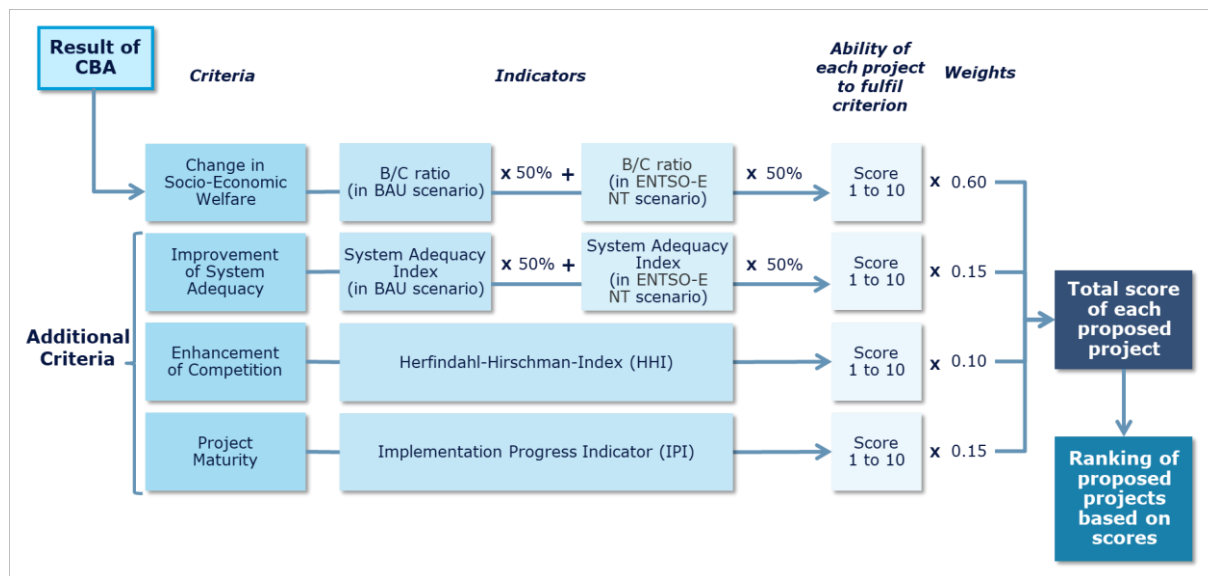 Result of
CBA
Criteria
Indicators
Ability of
each project
to fulfil
criterion
Weights
Change in
Socio-Economic
Welfare
B/C ratio
(in BAU scenario)
x 50% +
B/C ratio
(in ENTSO-E
NT scenario)
x 50%
Score
1 to 10
x 0.60
Additional
Criteria
Improvement
of System
Adequacy
System Adequacy
Index
(in BAU scenario)
x 50% +
System Adequacy
Index
(in ENTSO-E
NT scenario)
x 50%
Score
1 to 10
x 0.15
Enhancement
of Competition
Herfindahl-Hirschman-Index (HHI)
Score
1 to 10
x 0.10
Project
Maturity
Implementation Progress Indicator (IPI)
Score
1 to 10
x 0.15
Total score
of each
proposed
project
Ranking of
proposed
projects
based on
scores